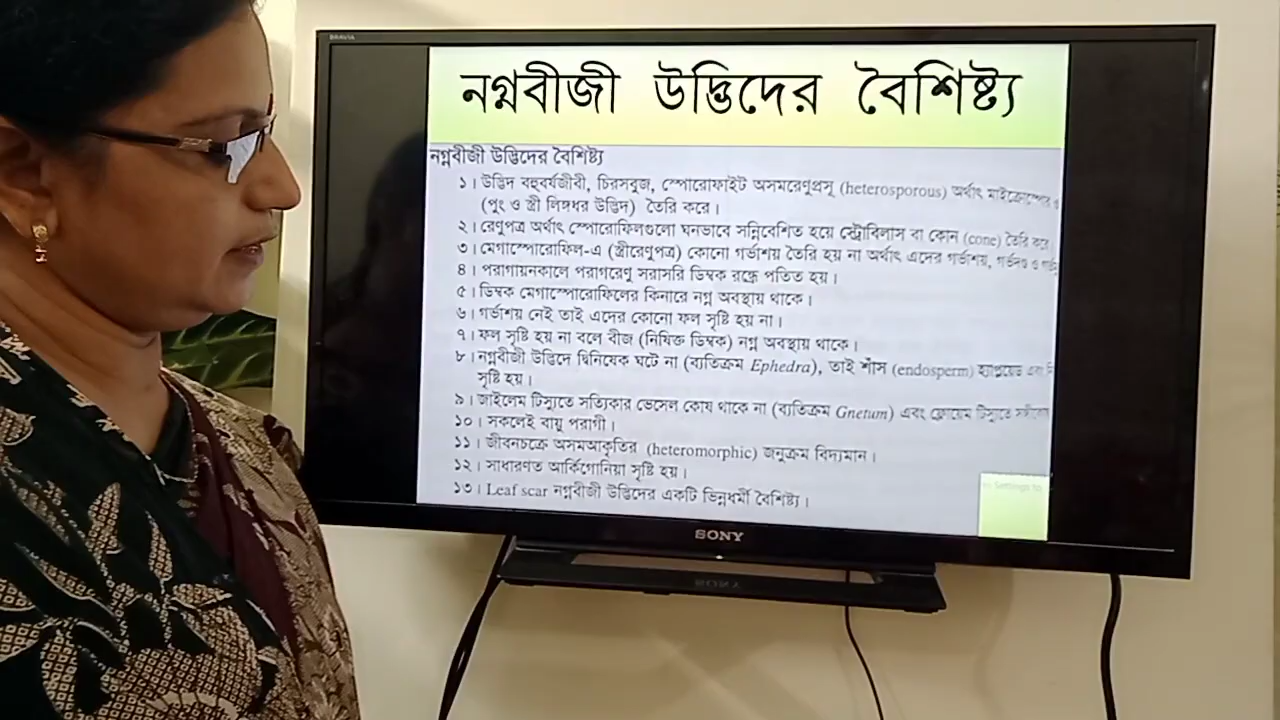 BRAVIA
নগ্নবীজী উদ্ভিদের বৈশিষ্ট্য
নগ্নবীজী উদ্ভিদের বৈশিষ্ট্য
১। উদ্ভিদ বহুবর্ষজীবী, চিরসবুজ, স্পোরোফাইট অসমরেণুপ্রসূ (heterosporous) অর্থাৎ মাইক্রোস্পোর ও
(পুং ও স্ত্রী লিঙ্গধর উদ্ভিদ) তৈরি করে।
২। রেণুপত্র অর্থাৎ স্পোরোফিলগুলো ঘনভাবে সন্নিবেশিত হয়ে স্ট্রোবিলাস বা কোন (cone) তৈরি করে
৩। মেগাস্পোরোফিল-এ (স্ত্রীরেণুপত্র) কোনো গর্ভাশয় তৈরি হয় না অর্থাৎ এদের গর্ভাশয়, গর্ভদণ্ড ও
৪। পরাগায়নকালে পরাগরেণু সরাসরি ডিম্বক রন্ধ্রে পতিত হয়।
৫। ডিম্বক মেগাস্পোরোফিলের কিনারে নগ্ন অবস্থায় থাকে।
৬। গর্ভাশয় নেই তাই এদের কোনো ফল সৃষ্টি হয় না।
৭। ফল সৃষ্টি হয় না বলে বীজ (নিষিক্ত ডিম্বক) নগ্ন অবস্থায় থাকে।
৮। নগ্নবীজী উদ্ভিদে দ্বিনিষেক ঘটে না (ব্যতিক্রম Ephedra), তাই শাঁস (endosperm) হ্যাপ্লয়েড এবং
সৃষ্টি হয়।
৯। জাইলেম টিস্যুতে সত্যিকার ভেসেল কোষ থাকে না (ব্যতিক্রম Gnetum) এবং ফ্লোয়েম টিস্যুতে
১০। সকলেই বায়ু পরাগী।
১১। জীবনচক্রে অসমআকৃতির (heteromorphic) জনুক্রম বিদ্যমান।
১২। সাধারণত আর্কিগোনিয়া সৃষ্টি হয়।
১৩। Leaf scar নগ্নবীজী উদ্ভিদের একটি ভিন্নধর্মী বৈশিষ্ট্য।
SONY